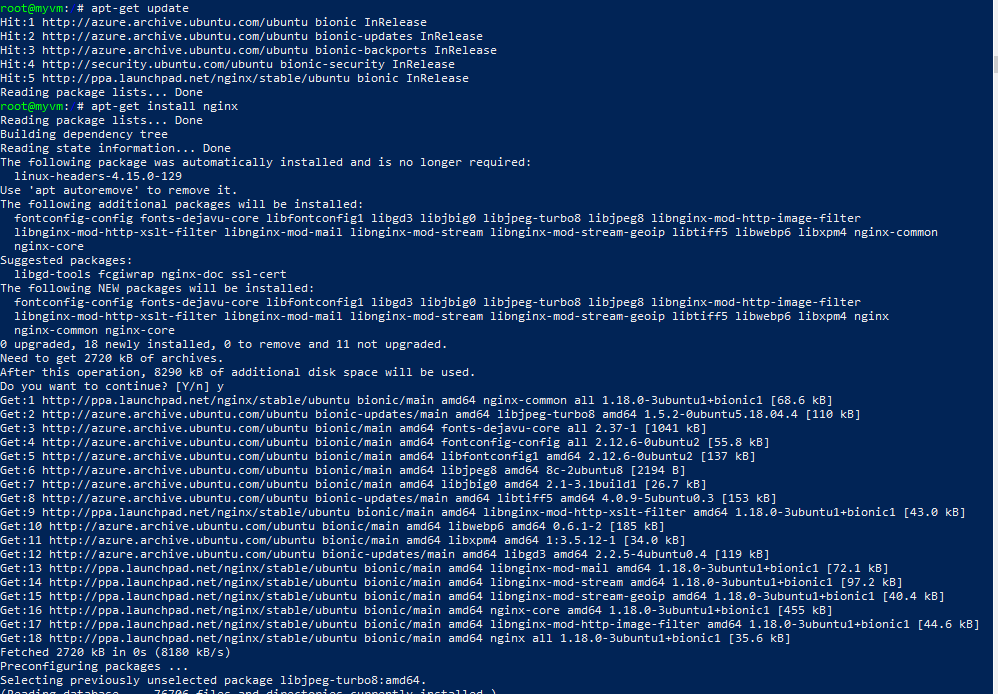 root@myvm: # apt-get update
Hit:1 http://azure.archive.ubuntu.com/ubuntu bionic InRelease
Hit:2 http://azure.archive.ubuntu.com/ubuntu bionic-updates InRelease
Hit:3 http://azure.archive.ubuntu.com/ubuntu bionic-backports InRelease
Hit:4 http://security.ubuntu.com/ubuntu bionic-security InRelease
Hit:5 http://ppa.launchpad.net/nginx/stable/ubuntu bionic InRelease
Reading package lists... Done
root@myvm: # apt-get install nginx
Reading package lists... Done
Building dependency tree
Reading state information... Done
The following package was automatically installed and is no longer required:
  linux-headers-4.15.0-129
Use 'apt autoremove' to remove it.
The following additional packages will be installed:
  fontconfig-config fonts-dejavu-core libfontconfig1 libgd3 libjbig0 libjpeg-turbo8 libjpeg8 libnginx-mod-http-image-filter
  libnginx-mod-http-xslt-filter libnginx-mod-mail libnginx-mod-stream libnginx-mod-stream-geoip libtiff5 libwebp6 libxpm4 nginx-common
  nginx-core
Suggested packages:
  libgd-tools fcgiwrap nginx-doc ssl-cert
The following NEW packages will be installed:
  fontconfig-config fonts-dejavu-core libfontconfig1 libgd3 libjbig0 libjpeg-turbo8 libjpeg8 libnginx-mod-http-image-filter
  libnginx-mod-http-xslt-filter libnginx-mod-mail libnginx-mod-stream libnginx-mod-stream-geoip libtiff5 libwebp6 libxpm4 nginx
  nginx-common nginx-core
0 upgraded, 18 newly installed, 0 to remove and 11 not upgraded.
Need to get 2720 kB of archives.
After this operation, 8290 kB of additional disk space will be used.
Do you want to continue? [Y/n] y
Get:1 http://ppa.launchpad.net/nginx/stable/ubuntu bionic/main amd64 nginx-common all 1.18.0-3ubuntu1+bionic1 [68.6 kB]
Get:2 http://azure.archive.ubuntu.com/ubuntu bionic-updates/main amd64 libjpeg-turbo8 amd64 1.5.2-0ubuntu5.18.04.4 [110 kB]
Get:3 http://azure.archive.ubuntu.com/ubuntu bionic/main amd64 fonts-dejavu-core all 2.37-1 [1041 kB]
Get:4 http://azure.archive.ubuntu.com/ubuntu bionic/main amd64 fontconfig-config all 2.12.6-0ubuntu2 [55.8 kB]
Get:5 http://azure.archive.ubuntu.com/ubuntu bionic/main amd64 libfontconfig1 amd64 2.12.6-0ubuntu2 [137 kB]
Get:6 http://azure.archive.ubuntu.com/ubuntu bionic/main amd64 libjpeg8 amd64 8c-2ubuntu8 [2194 B]
Get:7 http://azure.archive.ubuntu.com/ubuntu bionic/main amd64 libjbig0 amd64 2.1-3.1build1 [26.7 kB]
Get:8 http://azure.archive.ubuntu.com/ubuntu bionic-updates/main amd64 libtiff5 amd64 4.0.9-5ubuntu0.3 [153 kB]
Get:9 http://ppa.launchpad.net/nginx/stable/ubuntu bionic/main amd64 libnginx-mod-http-xslt-filter amd64 1.18.0-3ubuntu1+bionic1 [43.0 kB]
Get:10 http://azure.archive.ubuntu.com/ubuntu bionic/main amd64 libwebp6 amd64 0.6.1-2 [185 kB]
Get:11 http://azure.archive.ubuntu.com/ubuntu bionic/main amd64 libxpm4 amd64 1:3.5.12-1 [34.0 kB]
Get:12 http://azure.archive.ubuntu.com/ubuntu bionic-updates/main amd64 libgd3 amd64 2.2.5-4ubuntu0.4 [119 kB]
Get:13 http://ppa.launchpad.net/nginx/stable/ubuntu bionic/main amd64 libnginx-mod-mail amd64 1.18.0-3ubuntu1+bionic1 [72.1 kB]
Get:14 http://ppa.launchpad.net/nginx/stable/ubuntu bionic/main amd64 libnginx-mod-stream amd64 1.18.0-3ubuntu1+bionic1 [97.2 kB]
Get:15 http://ppa.launchpad.net/nginx/stable/ubuntu bionic/main amd64 libnginx-mod-stream-geoip amd64 1.18.0-3ubuntu1+bionic1 [40.4 kB]
Get:16 http://ppa.launchpad.net/nginx/stable/ubuntu bionic/main amd64 nginx-core amd64 1.18.0-3ubuntu1+bionic1 [455 kB]
Get:17 http://ppa.launchpad.net/nginx/stable/ubuntu bionic/main amd64 libnginx-mod-http-image-filter amd64 1.18.0-3ubuntu1+bionic1 [44.6 kB]
Get:18 http://ppa.launchpad.net/nginx/stable/ubuntu bionic/main amd64 nginx all 1.18.0-3ubuntu1+bionic1 [35.6 kB]
Fetched 2720 kB in 0s (8180 kB/s)
Preconfiguring packages ...
Selecting previously unselected package libjpeg-turbo8:amd64.
(Reading database ... 76706 files and directories currently installed.)